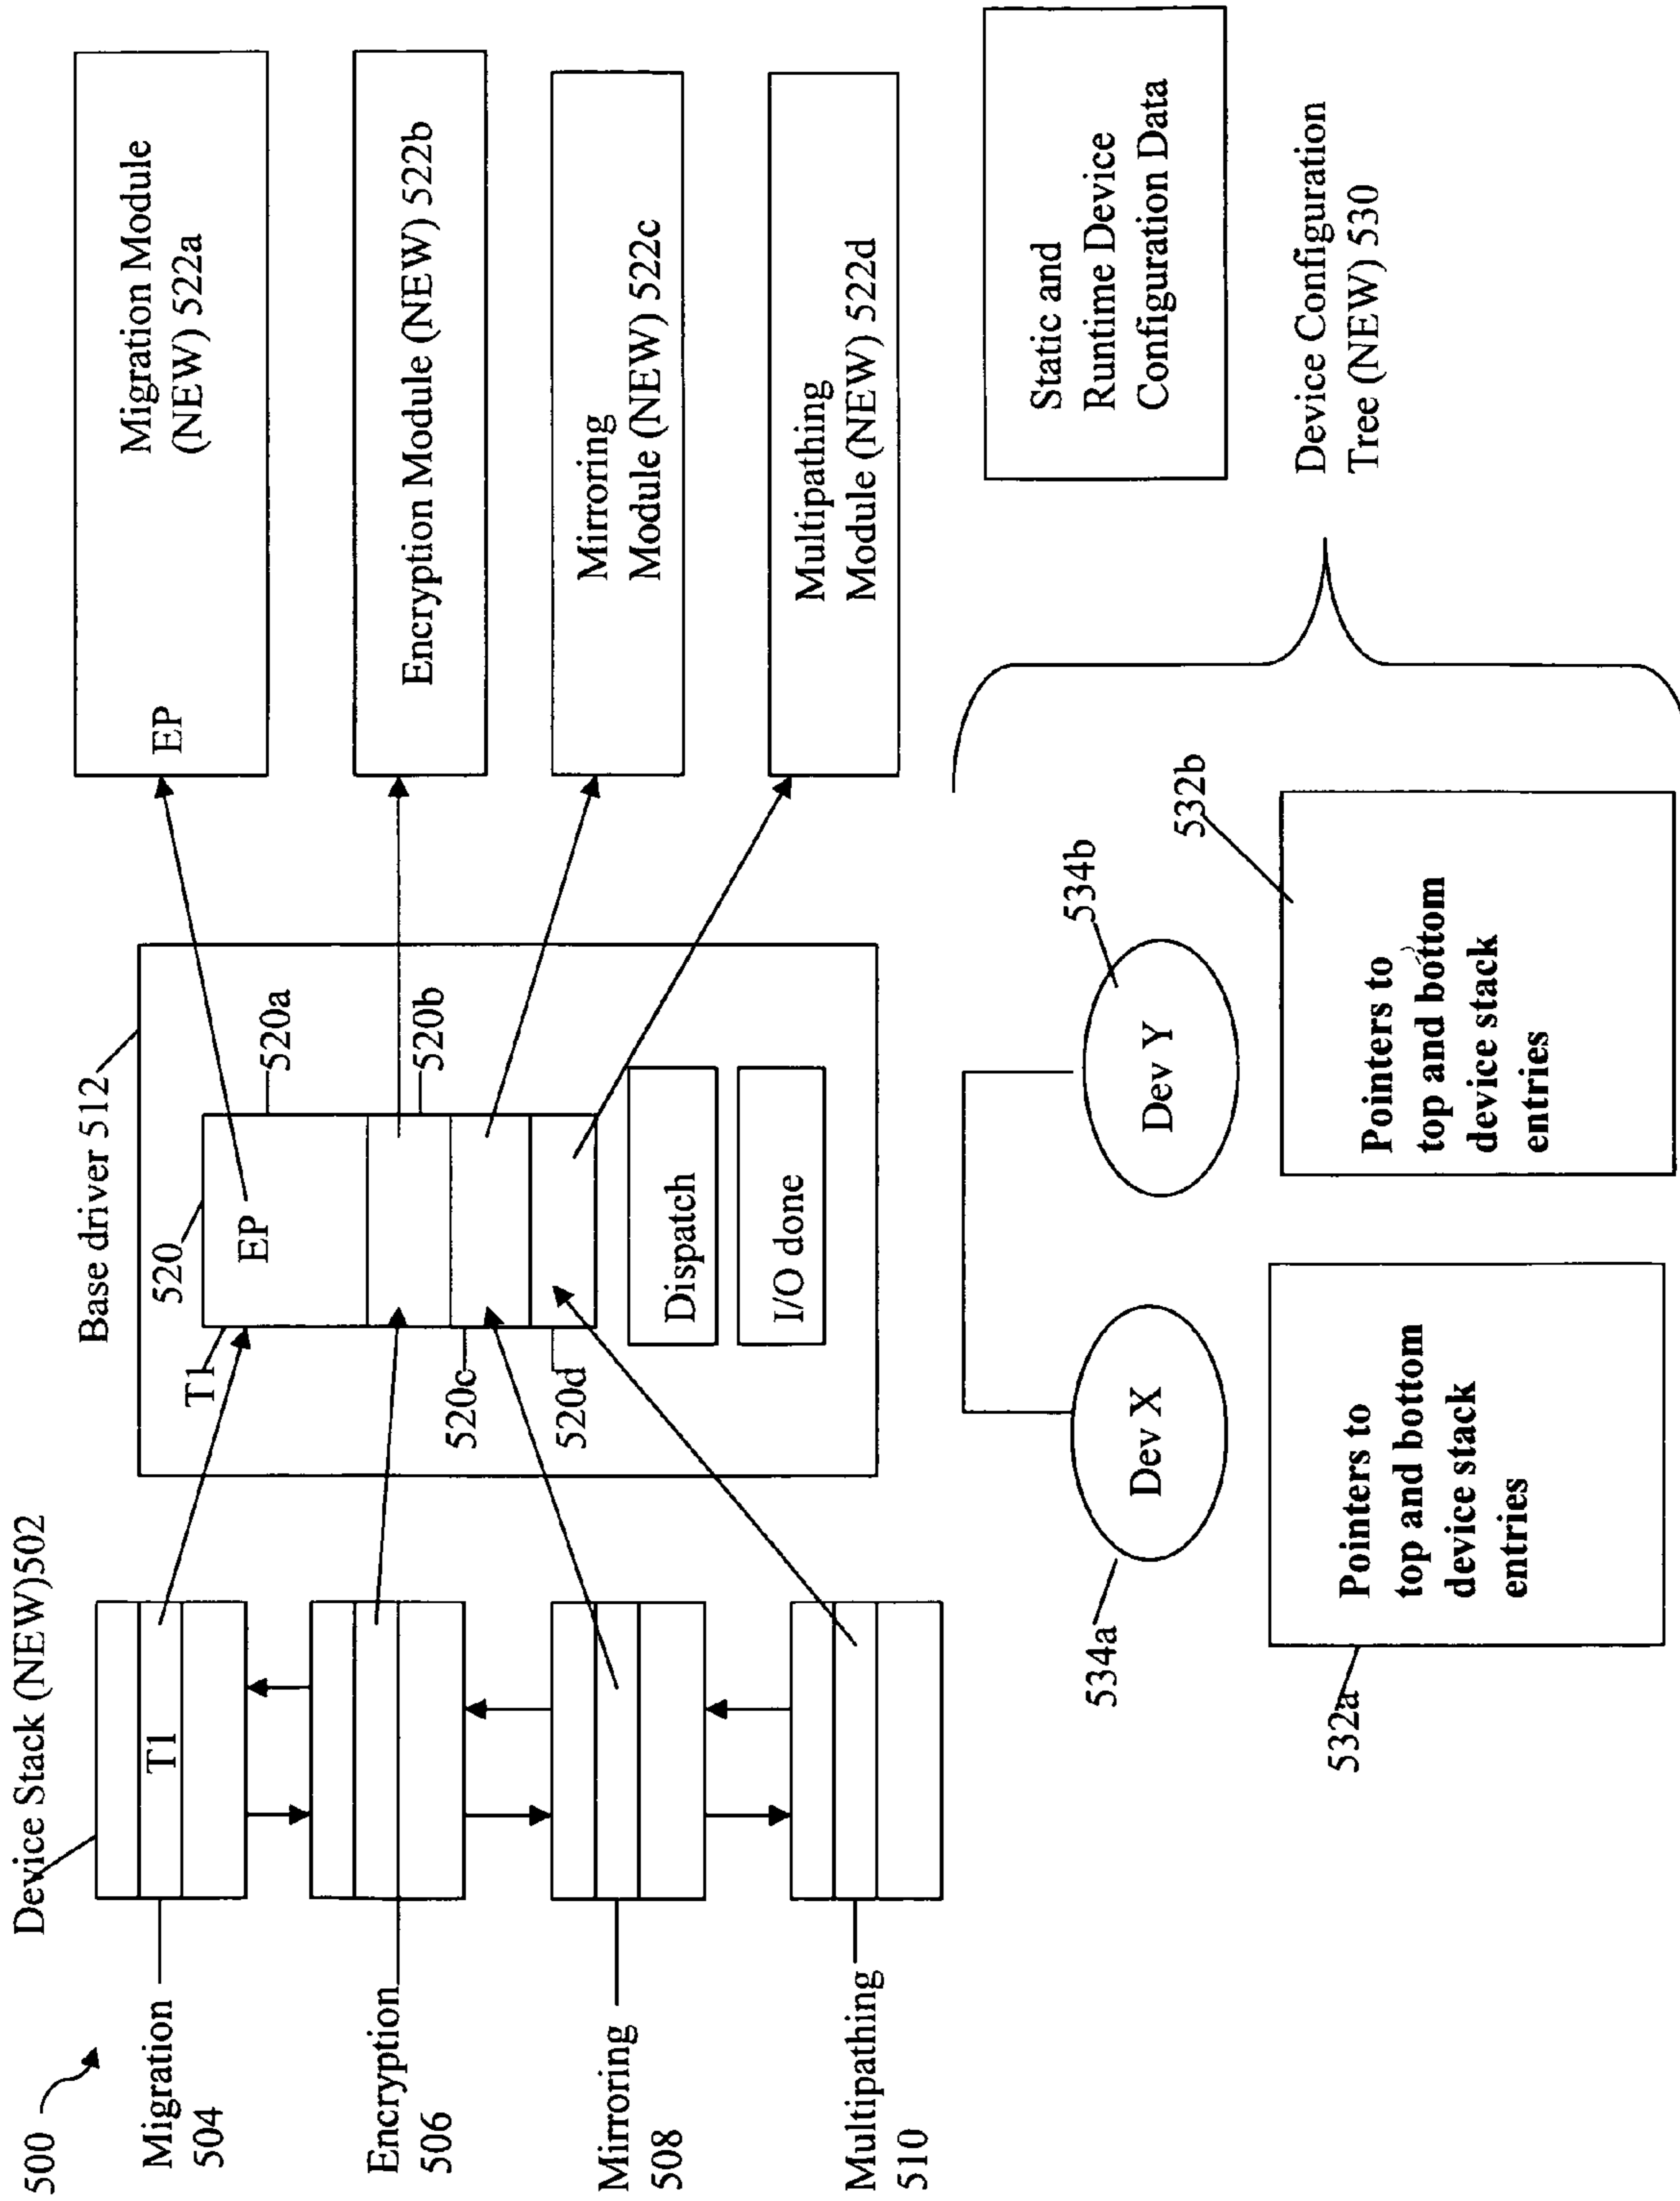 500
Device Stack (NEW)502
Migration
504
T1
Encryption
506
Mirroring
508
Multipathing
510
Base driver 512
520
T1
EP
520a
520b
520c
520d
Dispatch
I/O done
EP
Migration Module
(NEW) 522a
Encryption Module (NEW) 522b
Mirroring
Module (NEW) 522c
Multipathing
Module (NEW) 522d
534a
Dev X
Dev Y
534b
532a
Pointers to
top and bottom
device stack
entries
532b
Pointers to
top and bottom
device stack
entries
Static and
Runtime Device
Configuration Data
Device Configuration
Tree (NEW) 530